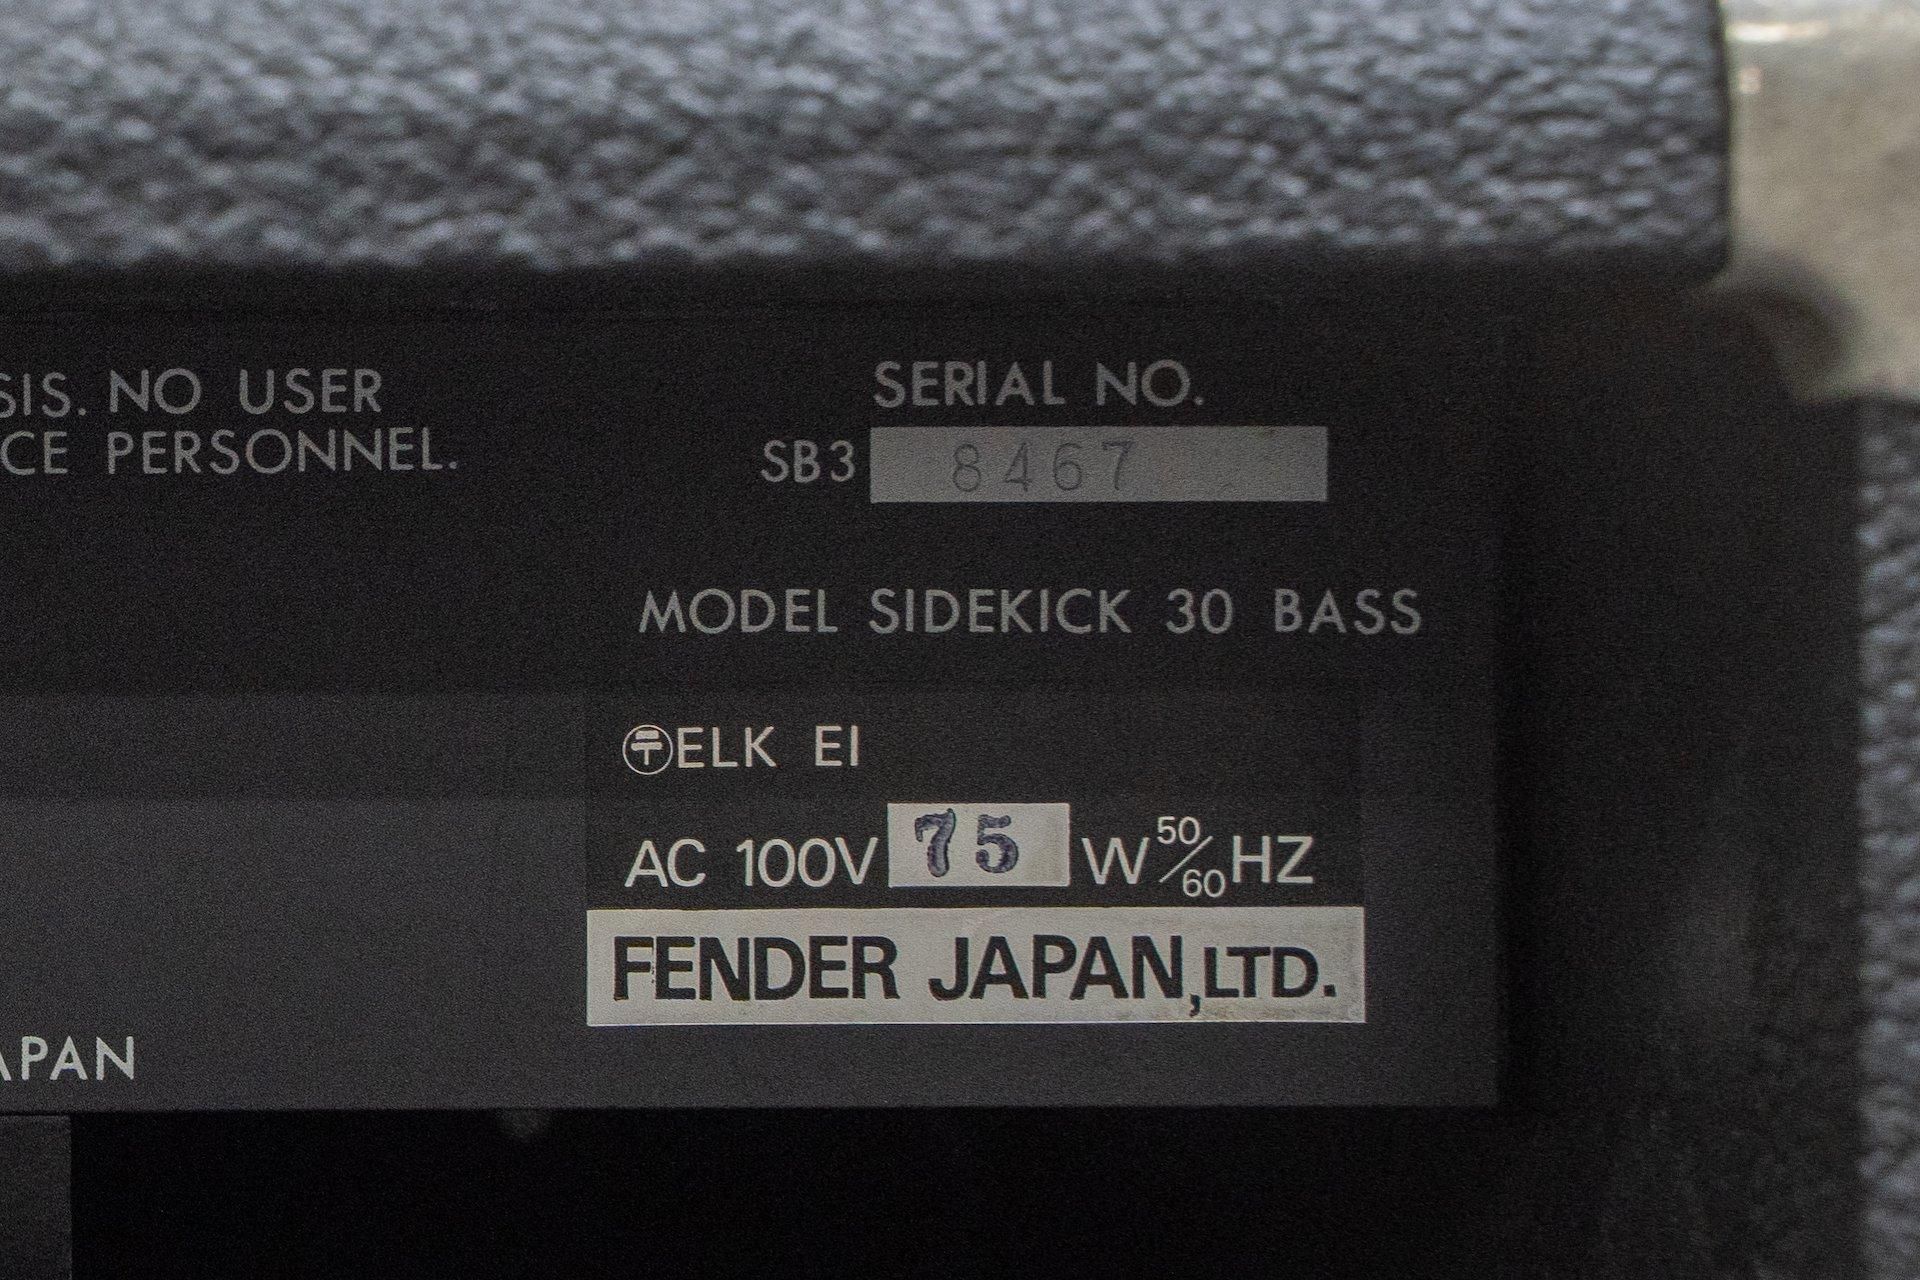 SIS. NO USER
CE PERSONNEL.
SERIAL NO.
SB3 8467
MODEL SIDEKICK 30 BASS
〶ELK EI
AC 100V 75 W 50/60 HZ
FENDER JAPAN,LTD.
APAN